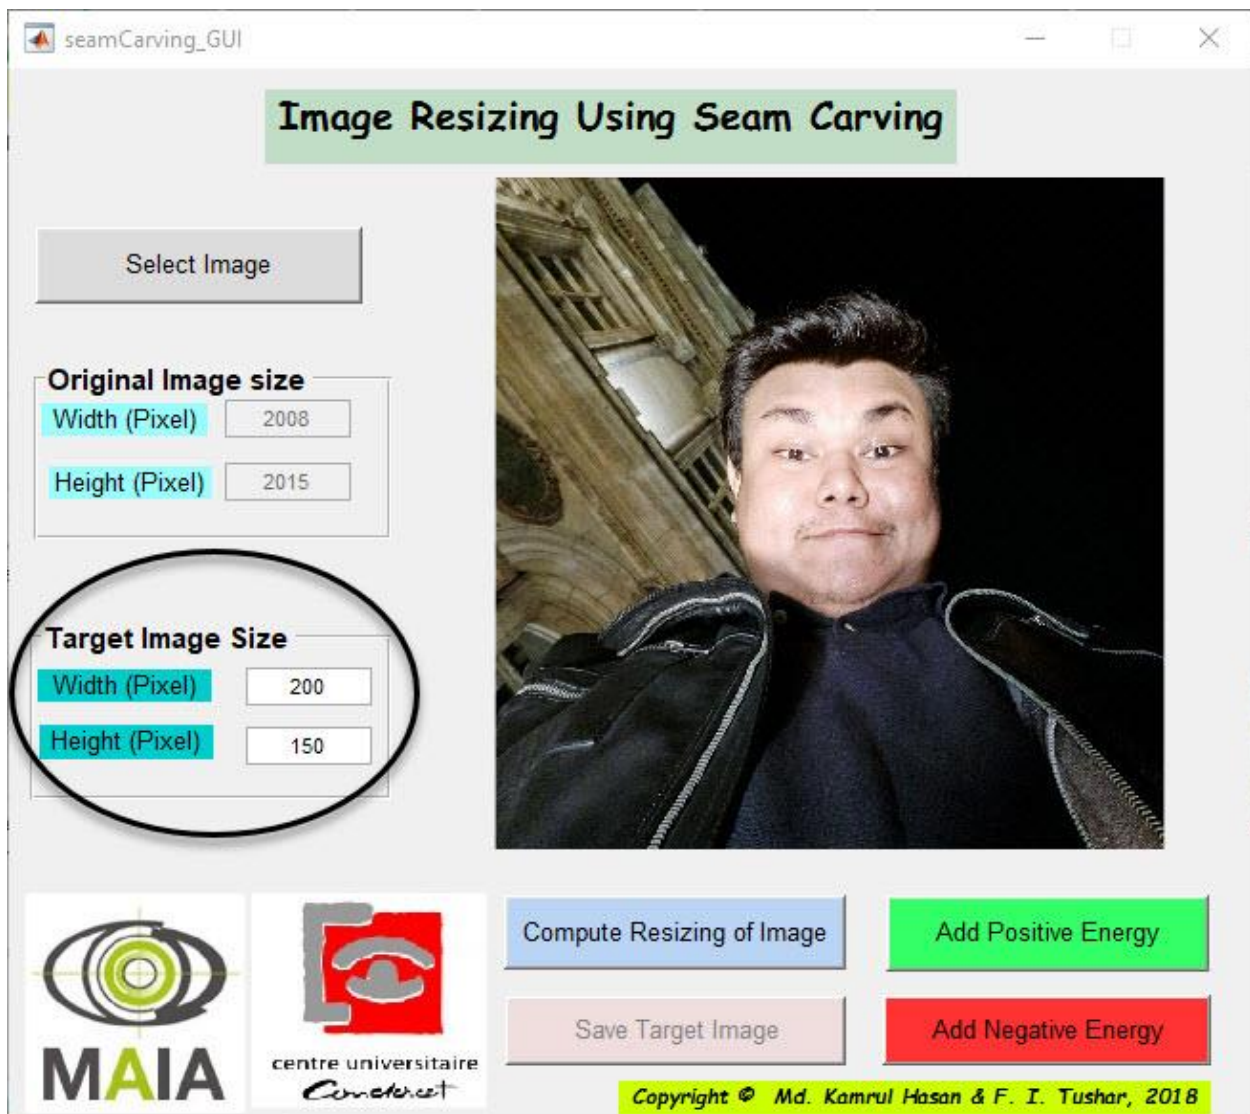 seamCarving_GUI
Image Resizing Using Seam Carving
Select Image
Original Image size
Width (Pixel) 2008
Height (Pixel) 2015
Target Image Size
Width (Pixel) 200
Height (Pixel) 150
Compute Resizing of Image
Add Positive Energy
Save Target Image
Add Negative Energy
MAIA
centre universitaire
Condorcet
Copyright © Md. Kamrul Hasan & F. I. Tushar, 2018